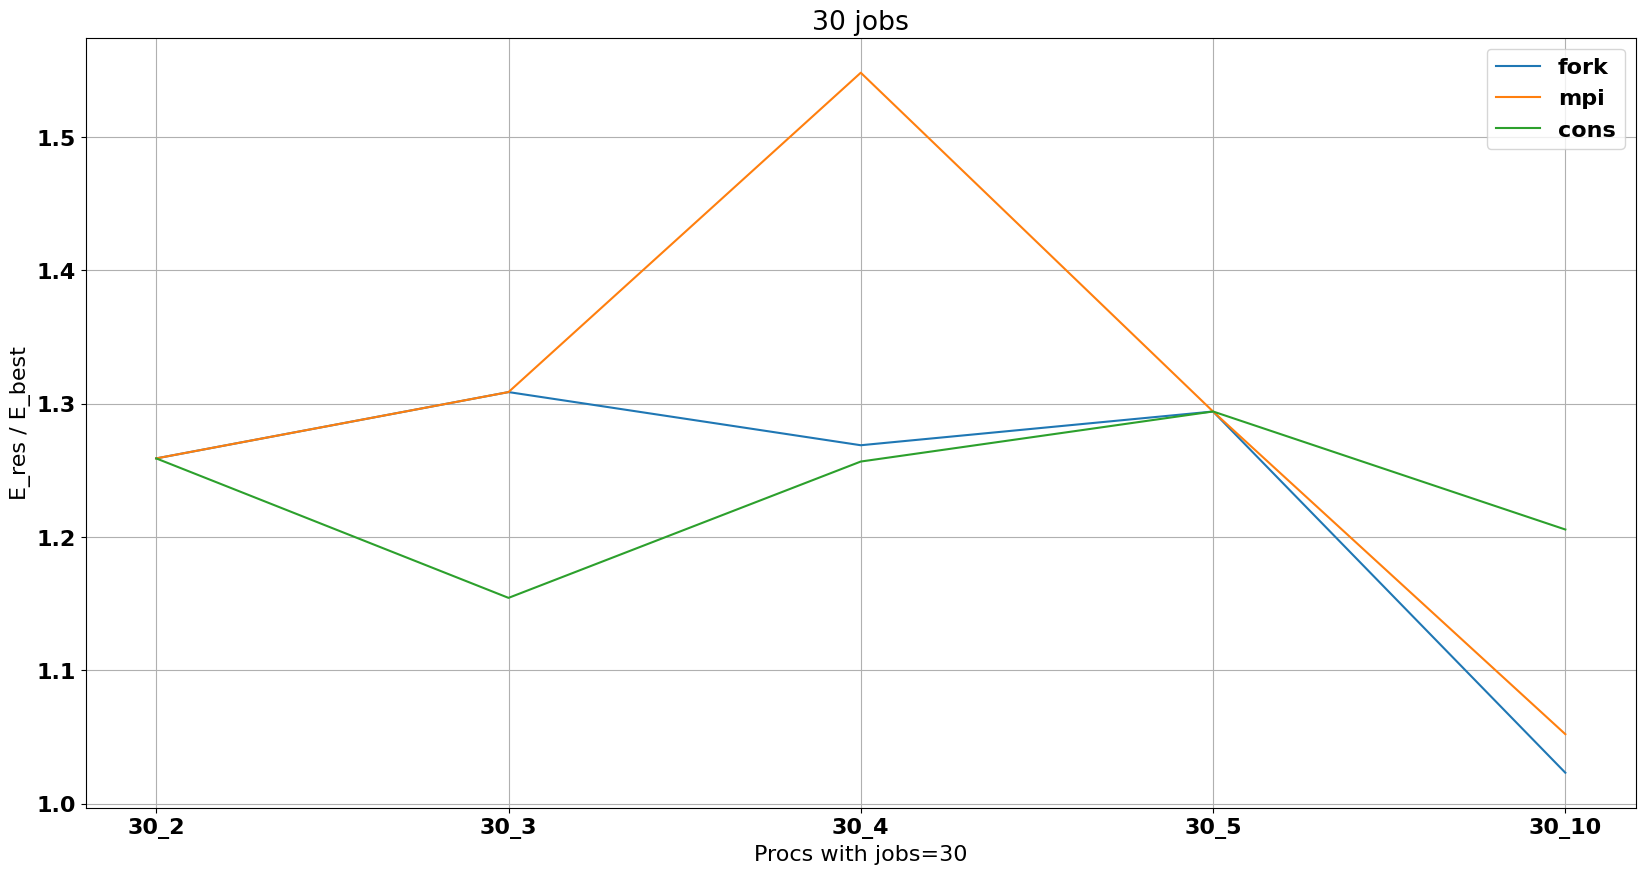 30 jobs
fork
mpi
cons
E_res / E_best
1.5
1.4
1.3
1.2
1.1
1.0
30_2 30_3 30_4 30_5 30_10
Procs with jobs=30